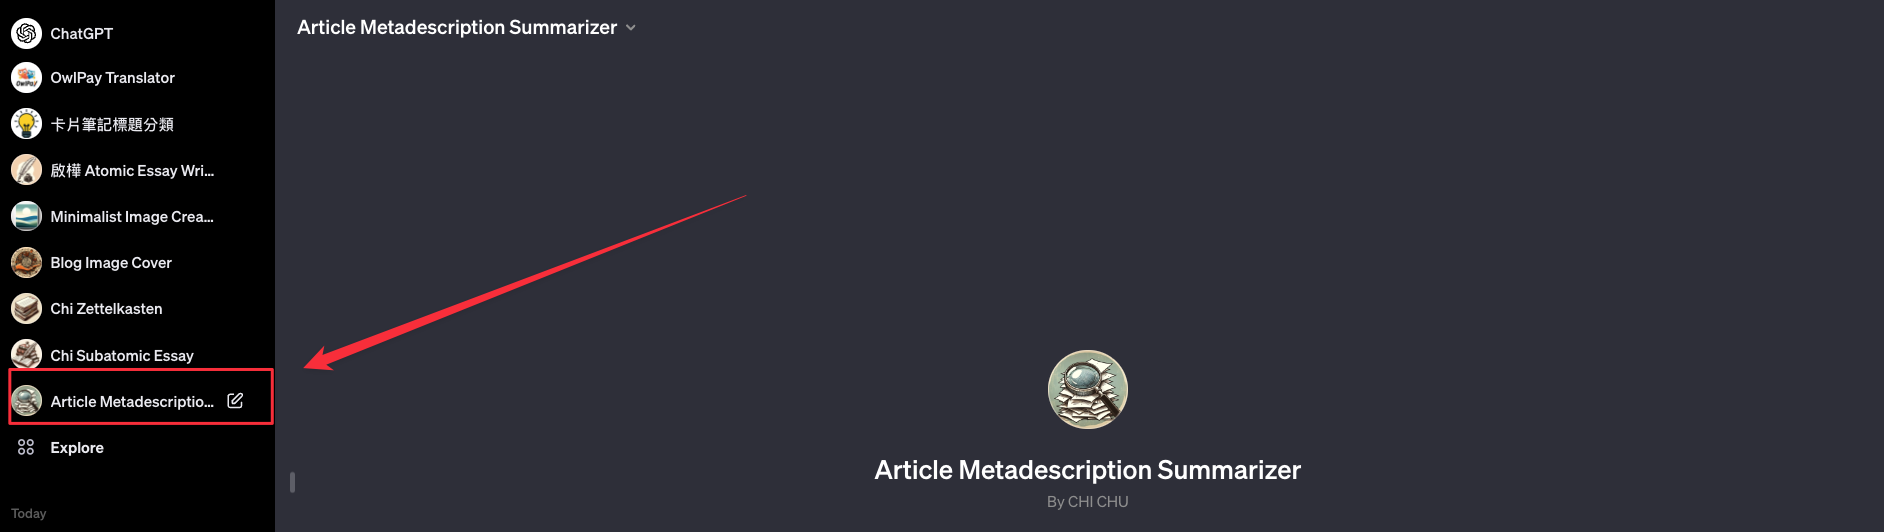 ChatGPT
OwlPay Translator
卡片筆記標題分類
啟樺 Atomic Essay Wri...
Minimalist Image Crea...
Blog Image Cover
Chi Zettelkasten
Chi Subatomic Essay
Article Metadescriptio...
Explore
Today
Article Metadescription Summarizer
Article Metadescription Summarizer
By CHI CHU